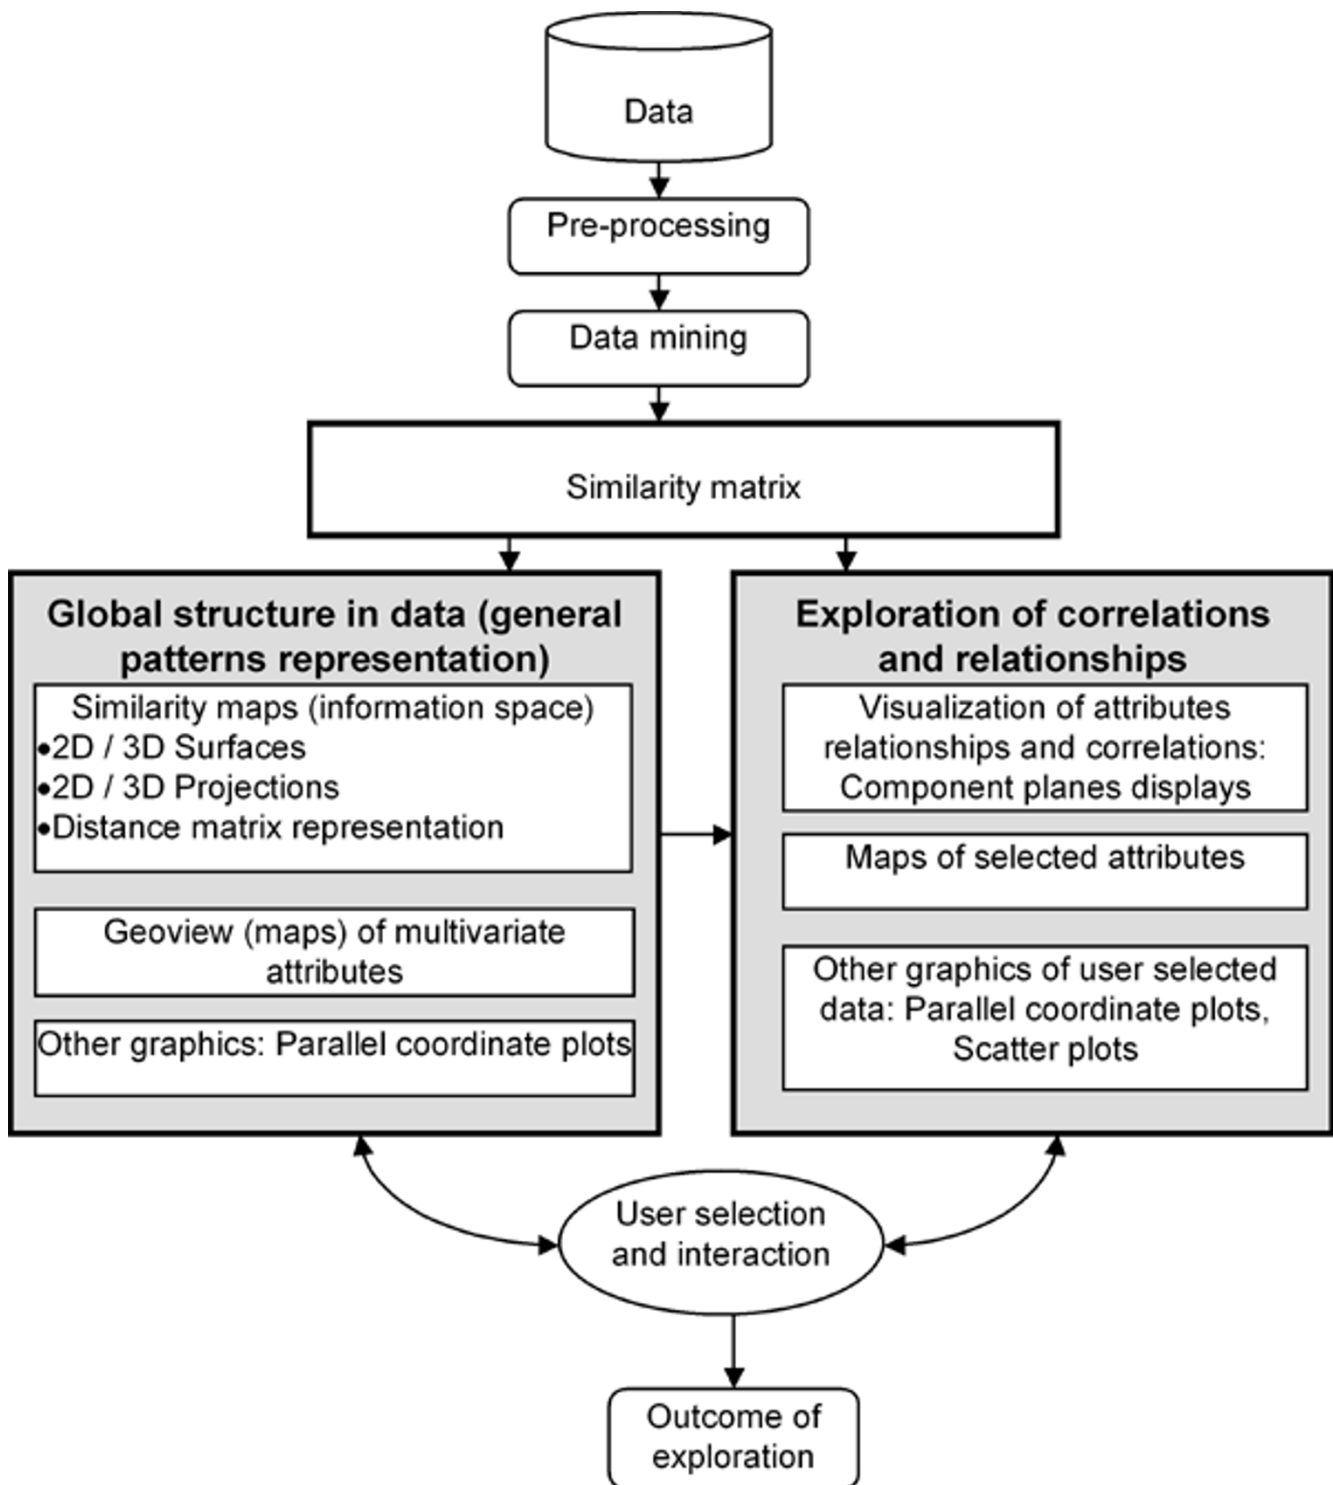 Data
Pre-processing
Data mining
Similarity matrix
Global structure in data (general
patterns representation)
Similarity maps (information space)
•2D / 3D Surfaces
•2D / 3D Projections
•Distance matrix representation
Geoview (maps) of multivariate
attributes
Other graphics: Parallel coordinate plots
Exploration of correlations
and relationships
Visualization of attributes
relationships and correlations:
Component planes displays
Maps of selected attributes
Other graphics of user selected
data: Parallel coordinate plots,
Scatter plots
User selection
and interaction
Outcome of
exploration